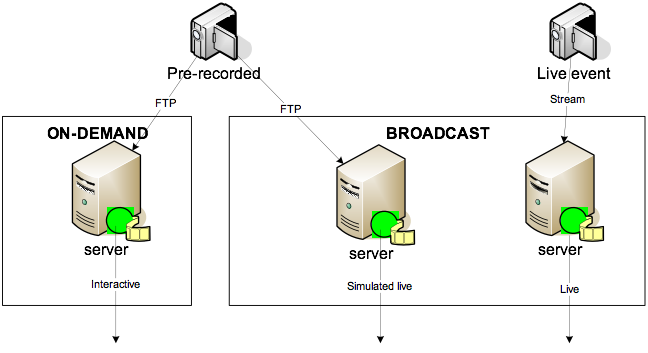 Pre-recorded
Live event
FTP
FTP
Stream
ON-DEMAND
BROADCAST
server
server
server
Interactive
Simulated live
Live